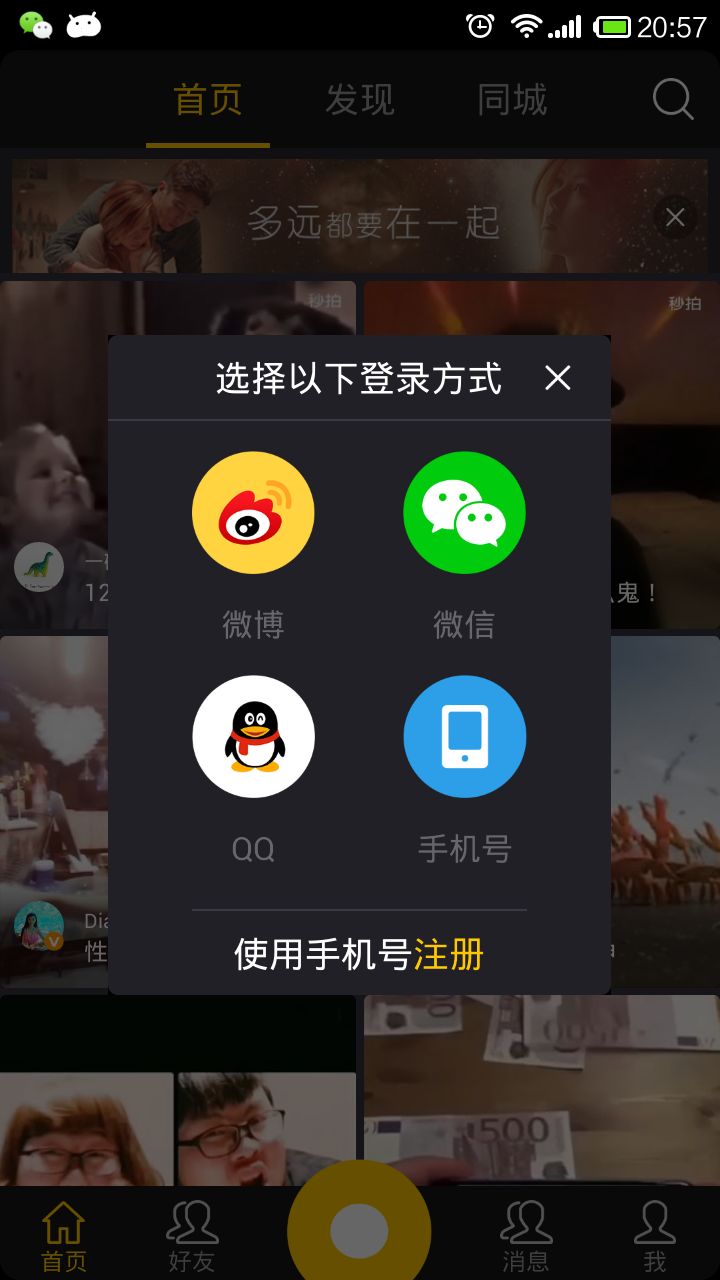 20:57
首页 发现 同城
多远都要在一起
秒拍 秒拍
选择以下登录方式
微博 微信
一
12
鬼！
QQ 手机号
Dia
性
使用手机号注册
500
首页 好友 消息 我